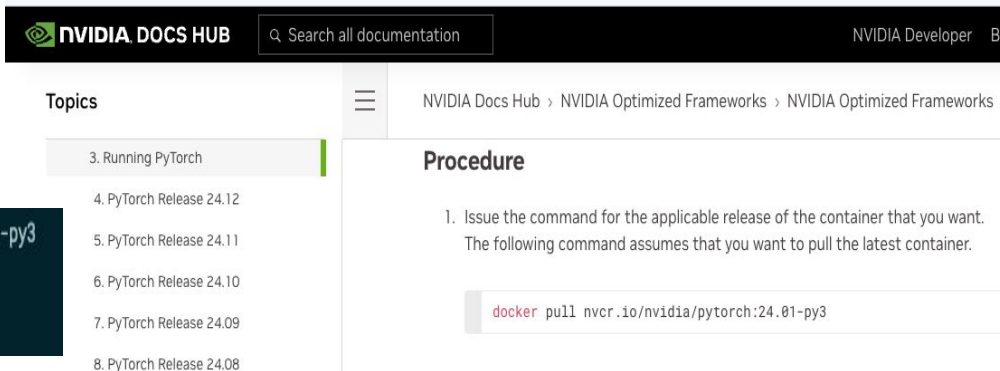 NVIDIA. DOCS HUB
Search all documentation
NVIDIA Developer
B
Topics
NVIDIA Docs Hub › NVIDIA Optimized Frameworks › NVIDIA Optimized Frameworks
3. Running PyTorch
4. PyTorch Release 24.12
5. PyTorch Release 24.11
6. PyTorch Release 24.10
7. PyTorch Release 24.09
8. PyTorch Release 24.08
-py3
Procedure
1. Issue the command for the applicable release of the container that you want.
The following command assumes that you want to pull the latest container.
docker pull nvcr.io/nvidia/pytorch:24.01-py3